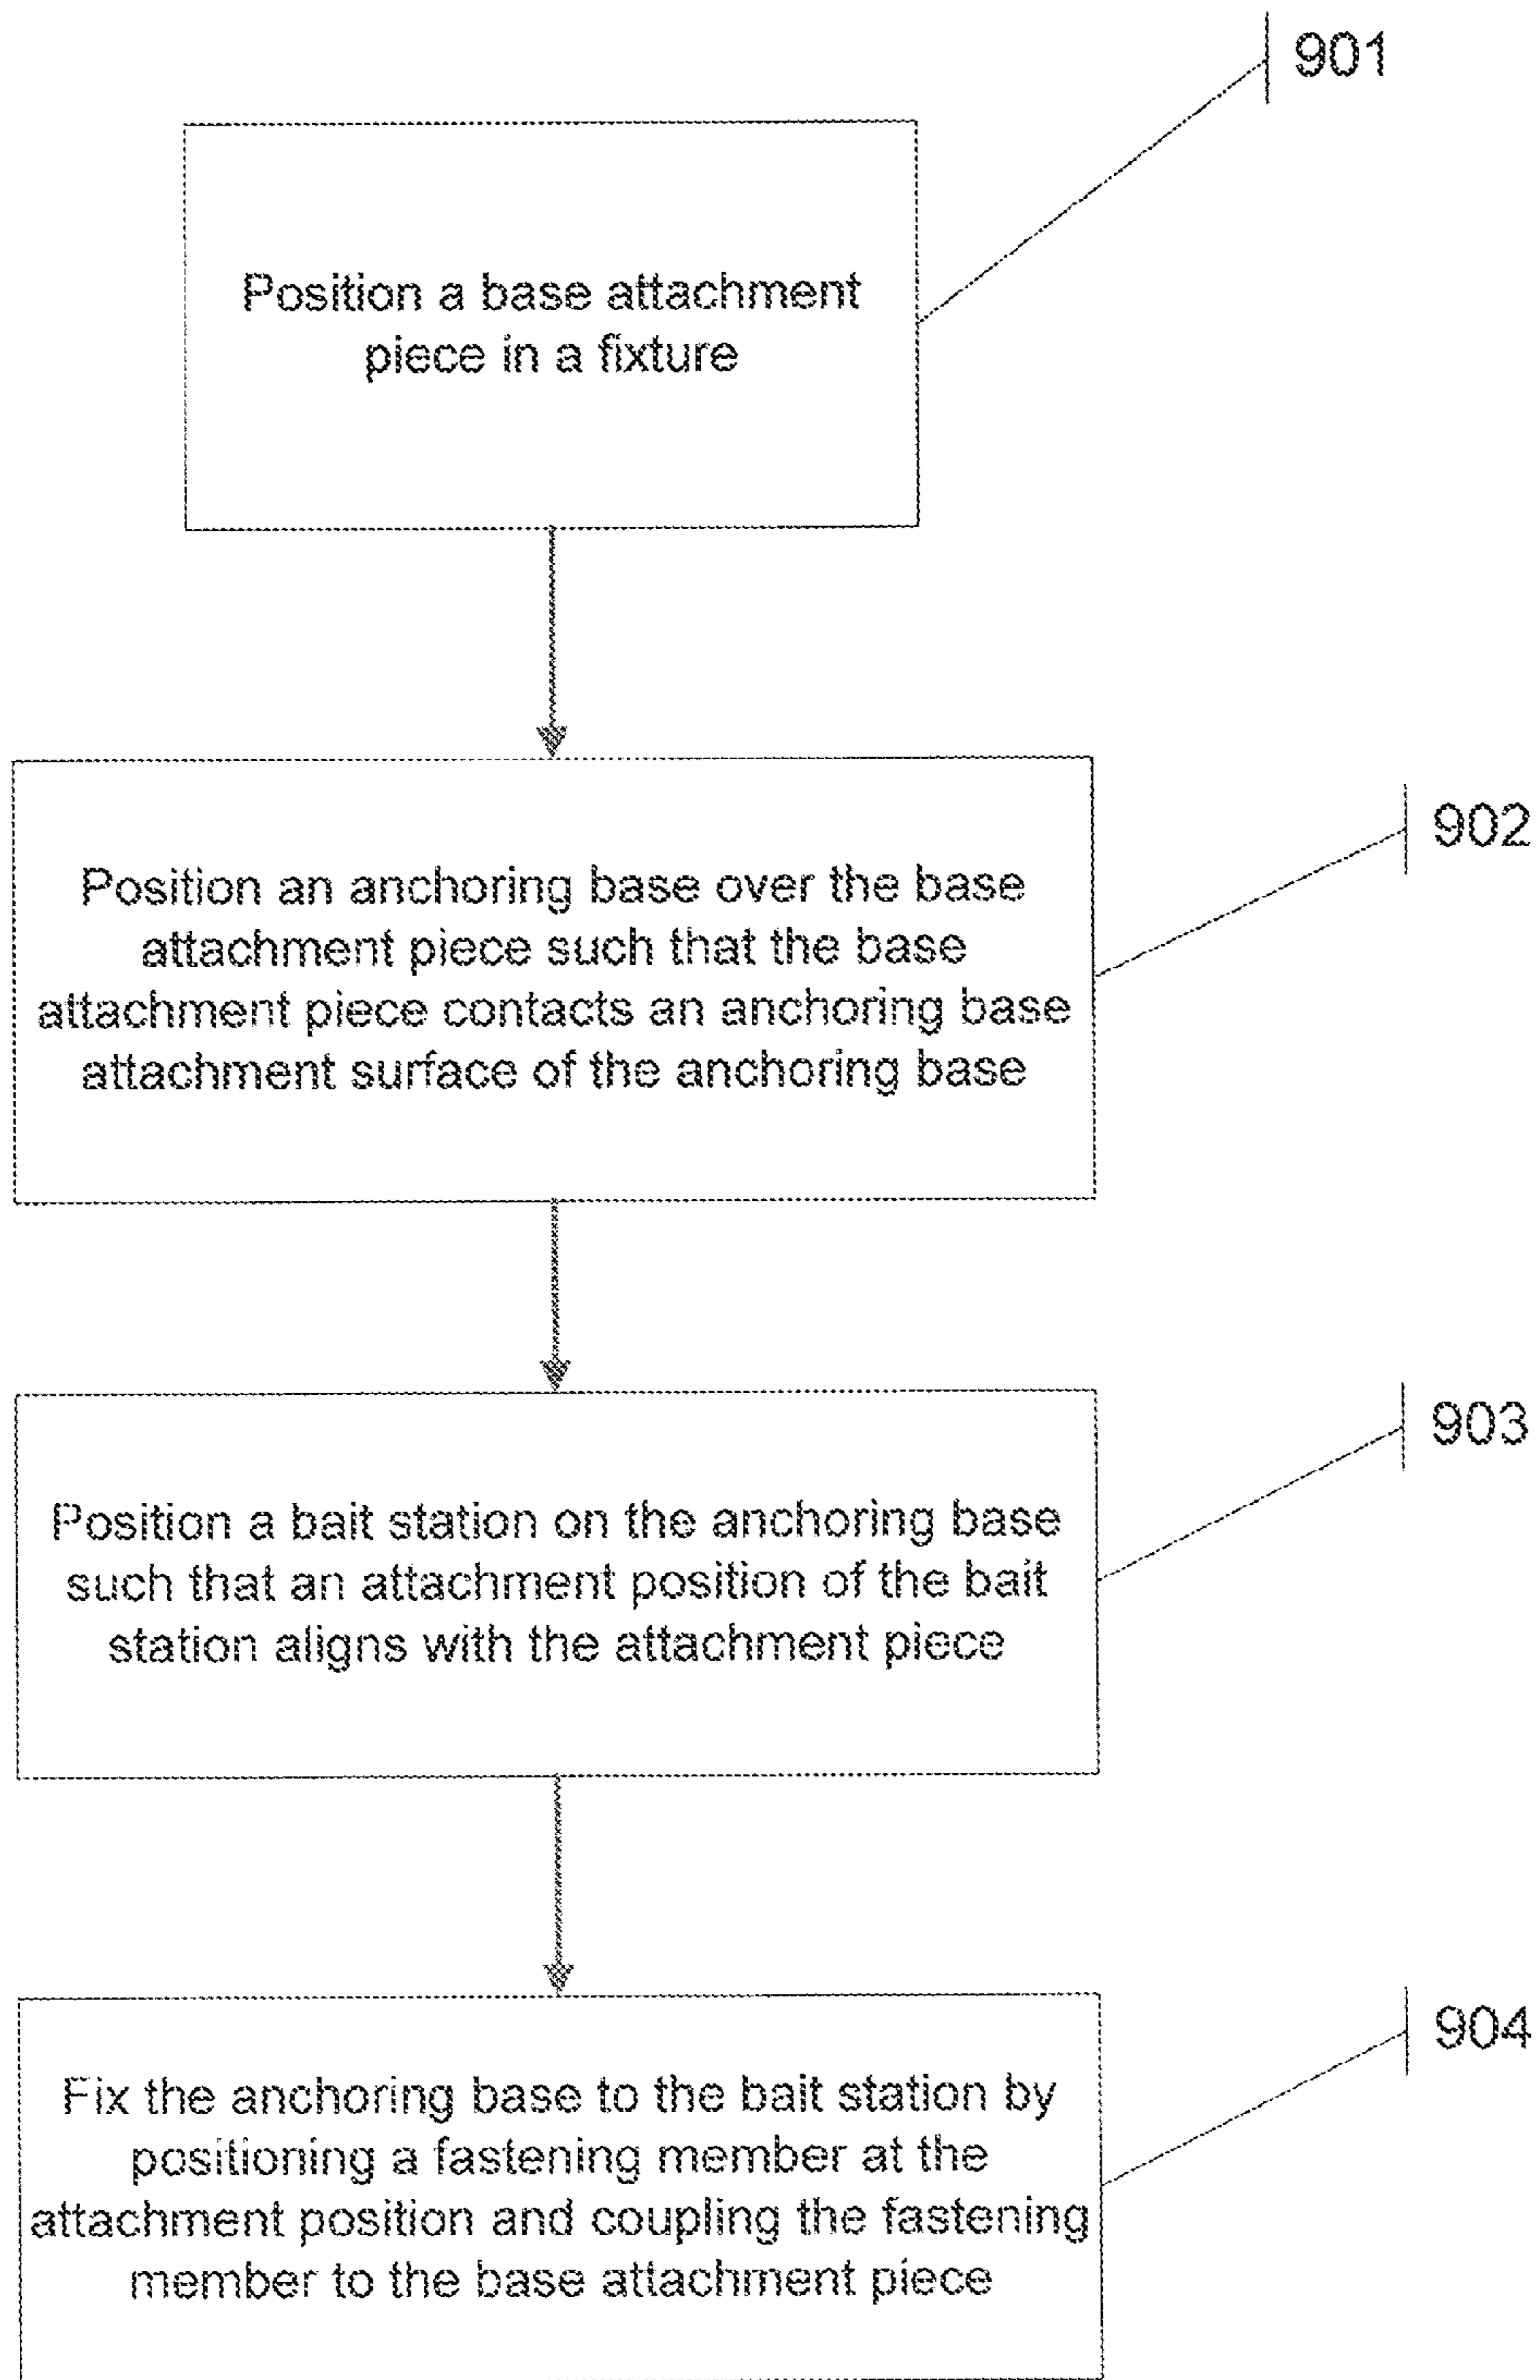 901
Position a base attachment
piece in a fixture
902
Position an anchoring base over the base
attachment piece such that the base
attachment piece contacts an anchoring base
attachment surface of the anchoring base
903
Position a bait station on the anchoring base
such that an attachment position of the bait
station aligns with the attachment piece
904
Fix the anchoring base to the bait station by
positioning a fastening member at the
attachment position and coupling the fastening
member to the base attachment piece